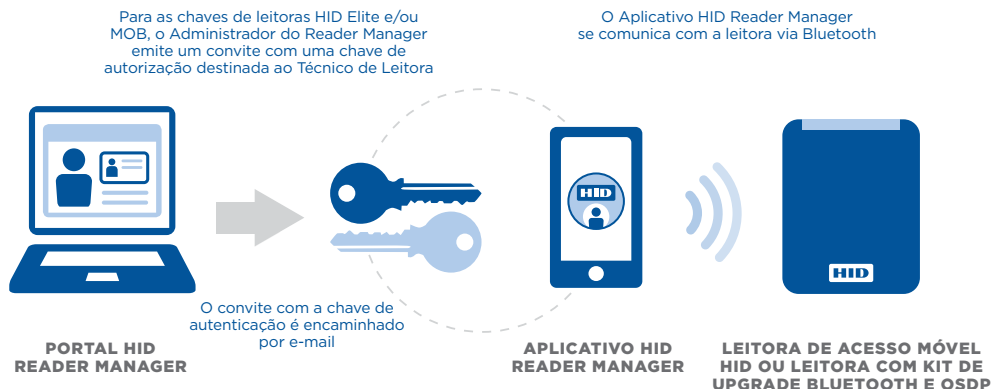 Para as chaves de leitoras HID Elite e/ou
MOB, o Administrador do Reader Manager
emite um convite com uma chave de
autorização destinada ao Técnico de Leitora
O Aplicativo HID Reader Manager
se comunica com a leitora via Bluetooth
HID
HID
O convite com a chave de
autenticação é encaminhado
por e-mail
PORTAL HID
READER MANAGER
APLICATIVO HID
READER MANAGER
LEITORA DE ACESSO MÓVEL
HID OU LEITORA COM KIT DE
UPGRADE BLUETOOTH E OSDP